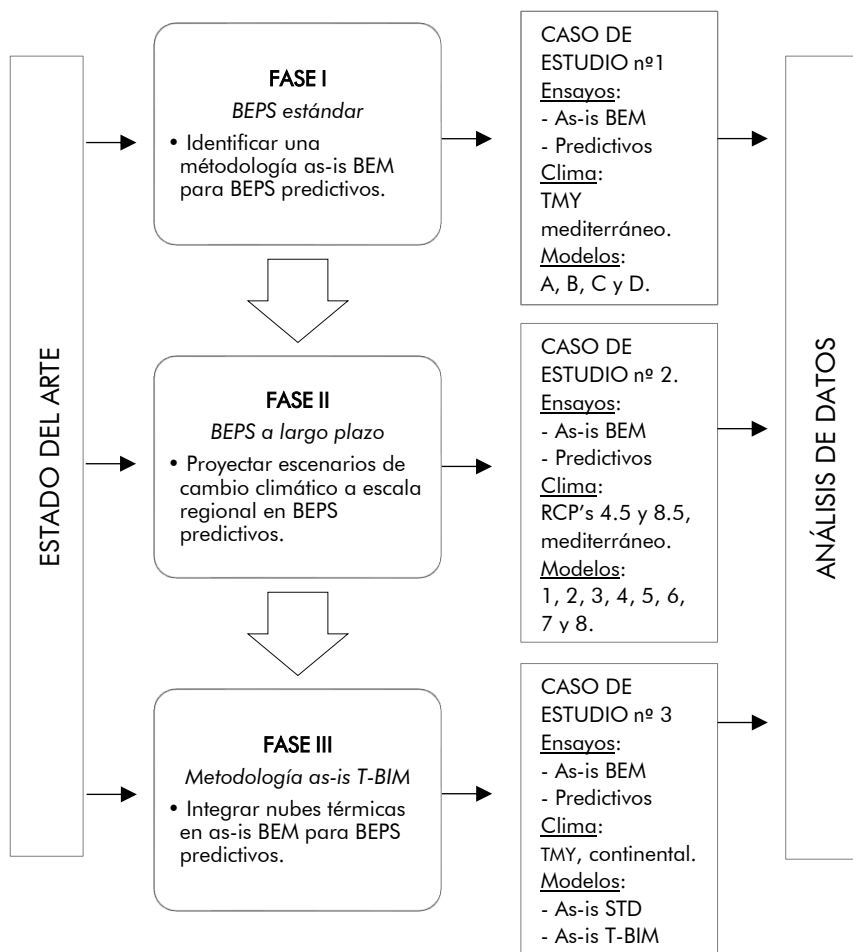 ESTADO DEL ARTE
FASE I
BEPS estándar
• Identificar una
métodología as-is BEM
para BEPS predictivos.
CASO DE
ESTUDIO nº1
Ensayos:
- As-is BEM
- Predictivos
Clima:
TMY
mediterráneo.
Modelos:
A, B, C y D.
FASE II
BEPS a largo plazo
• Proyectar escenarios de
cambio climático a escala
regional en BEPS
predictivos.
CASO DE
ESTUDIO nº 2.
Ensayos:
- As-is BEM
- Predictivos
Clima:
RCP's 4.5 y 8.5,
mediterráneo.
Modelos:
1, 2, 3, 4, 5, 6,
7 y 8.
FASE III
Metodología as-is T-BIM
• Integrar nubes térmicas
en as-is BEM para BEPS
predictivos.
CASO DE
ESTUDIO nº 3
Ensayos:
- As-is BEM
- Predictivos
Clima:
TMY, continental.
Modelos:
- As-is STD
- As-is T-BIM
ANÁLISIS DE DATOS